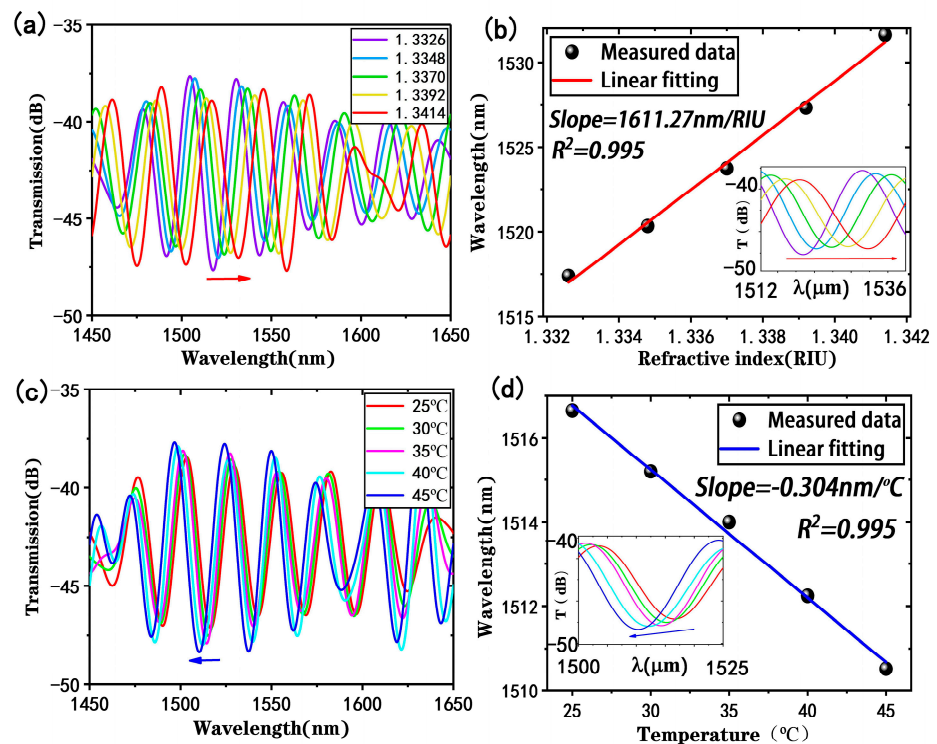 (a)
−35
−40
−45
−50
Transmission(dB)
1450
1500
1550
1600
1650
Wavelength(nm)
1.3326
1.3348
1.3370
1.3392
1.3414
(b)
1530
1525
1520
1515
Wavelength(nm)
Measured data
Linear fitting
Slope=1611.27nm/RIU
R²=0.995
−40
−50
T (dB)
1512
λ(μm)
1536
1.332
1.334
1.336
1.338
1.340
1.342
Refractive index(RIU)
(c)
−35
−40
−45
−50
Transmission(dB)
1450
1500
1550
1600
1650
Wavelength(nm)
25℃
30℃
35℃
40℃
45℃
(d)
1516
1514
1512
1510
Wavelength(nm)
Measured data
Linear fitting
Slope=-0.304nm/℃
R²=0.995
−40
−50
T (dB)
1500
λ(μm)
1525
25
30
35
40
45
Temperature (℃)